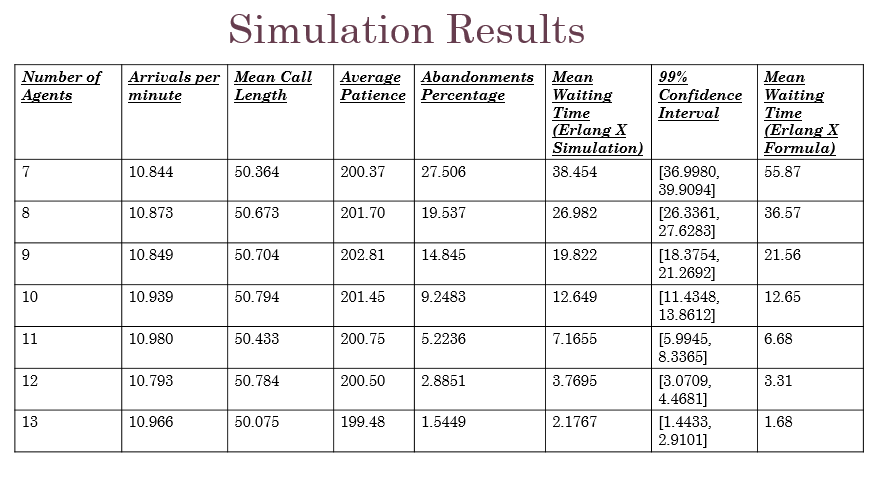 Simulation Results
Number of Agents | Arrivals per minute | Mean Call Length | Average Patience | Abandonments Percentage | Mean Waiting Time (Erlang X Simulation) | 99% Confidence Interval | Mean Waiting Time (Erlang X Formula)
7 | 10.844 | 50.364 | 200.37 | 27.506 | 38.454 | [36.9980, 39.9094] | 55.87
8 | 10.873 | 50.673 | 201.70 | 19.537 | 26.982 | [26.3361, 27.6283] | 36.57
9 | 10.849 | 50.704 | 202.81 | 14.845 | 19.822 | [18.3754, 21.2692] | 21.56
10 | 10.939 | 50.794 | 201.45 | 9.2483 | 12.649 | [11.4348, 13.8612] | 12.65
11 | 10.980 | 50.433 | 200.75 | 5.2236 | 7.1655 | [5.9945, 8.3365] | 6.68
12 | 10.793 | 50.784 | 200.50 | 2.8851 | 3.7695 | [3.0709, 4.4681] | 3.31
13 | 10.966 | 50.075 | 199.48 | 1.5449 | 2.1767 | [1.4433, 2.9101] | 1.68